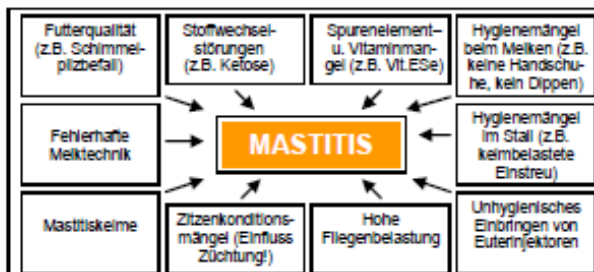 Futterqualität
(z.B. Schimmel-
pilzbefall)
Stoffwechsel-
störungen
(z.B. Ketose)
Spurenelement–
u. Vitaminman-
gel (z.B. Vit.ESe)
Hygienemängel
beim Melken (z.B.
keine Handschu-
he, kein Dippen)
Fehlerhafte
Melktechnik
MASTITIS
Hygienemängel
im Stall (z.B.
keimbelastete
Einstreu)
Mastitiskeime
Zitzenkonditions-
mängel (Einfluss
Züchtung!)
Hohe
Fliegenbelastung
Unhygienisches
Einbringen von
Euterinjektoren